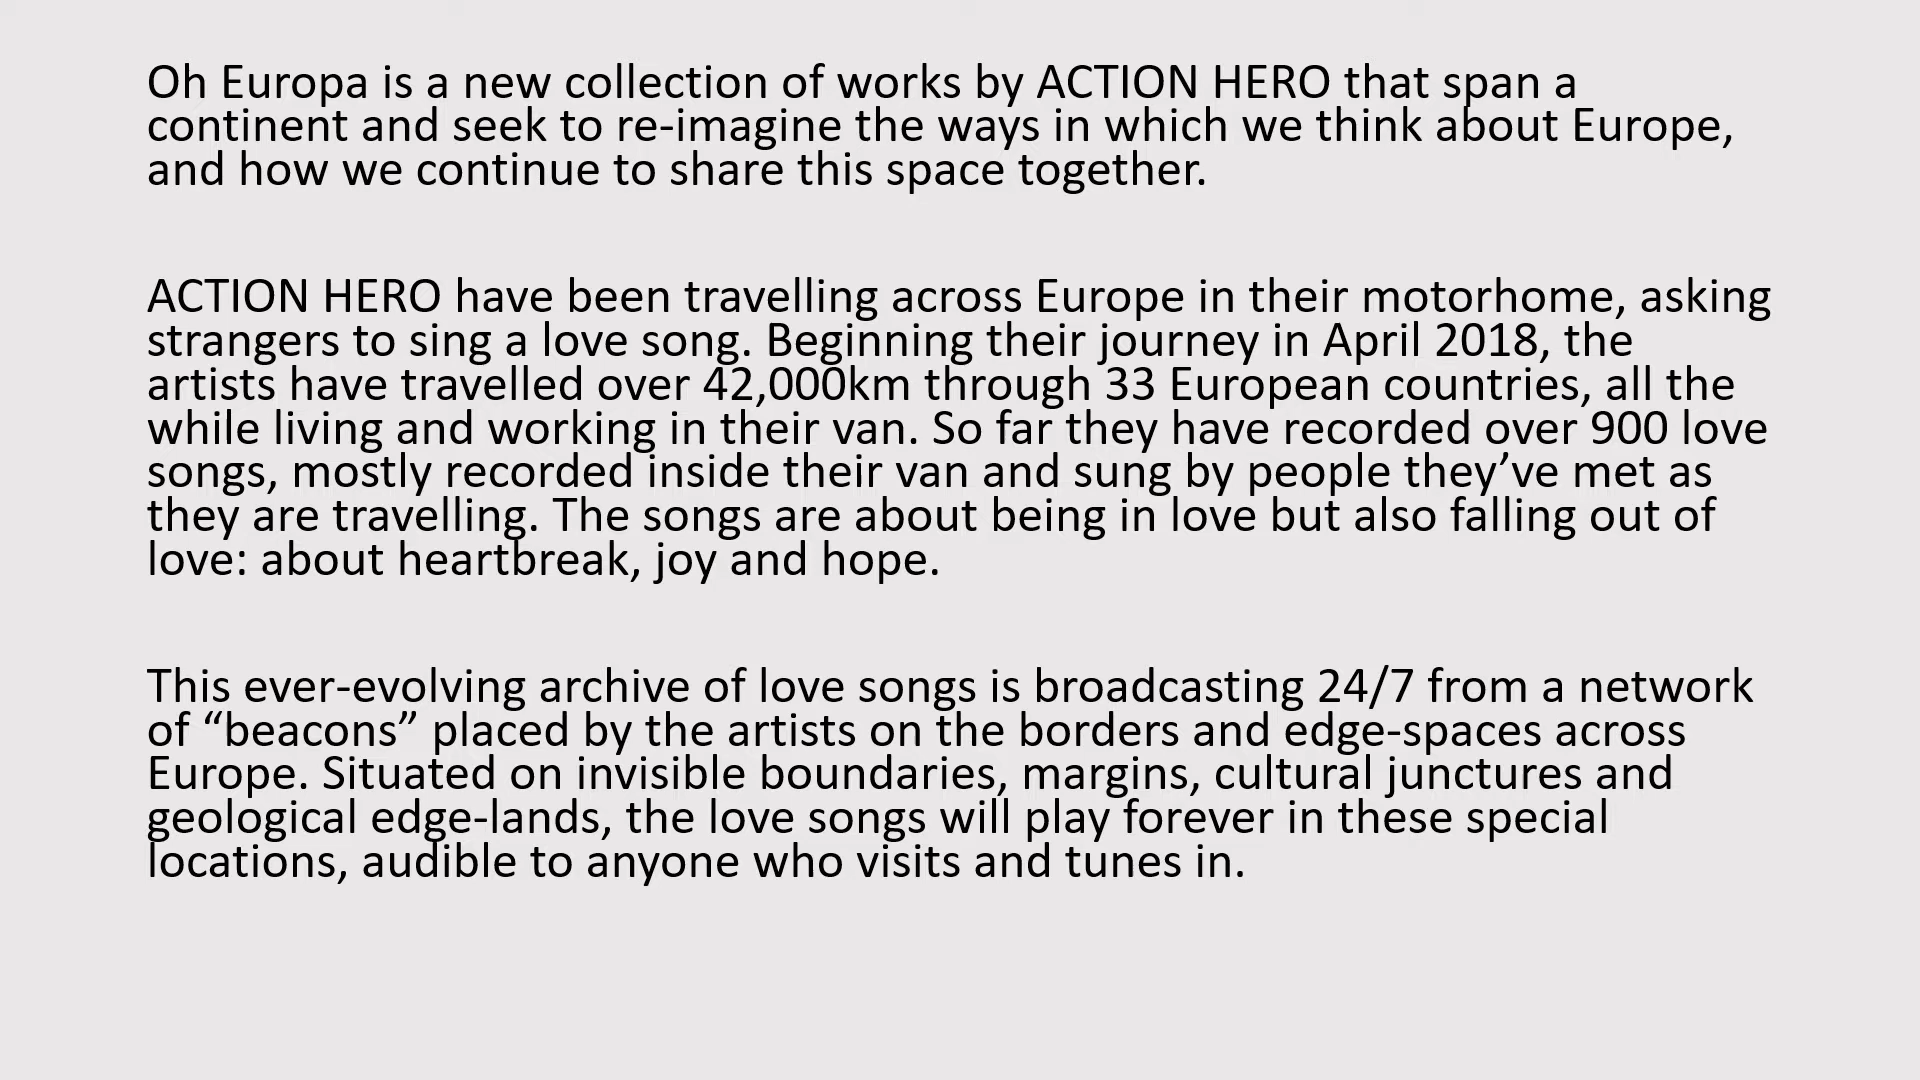 Oh Europa is a new collection of works by ACTION HERO that span a
continent and seek to re-imagine the ways in which we think about Europe,
and how we continue to share this space together.
ACTION HERO have been travelling across Europe in their motorhome, asking
strangers to sing a love song. Beginning their journey in April 2018, the
artists have travelled over 42,000km through 33 European countries, all the
while living and working in their van. So far they have recorded over 900 love
songs, mostly recorded inside their van and sung by people they’ve met as
they are travelling. The songs are about being in love but also falling out of
love: about heartbreak, joy and hope.
This ever-evolving archive of love songs is broadcasting 24/7 from a network
of “beacons” placed by the artists on the borders and edge-spaces across
Europe. Situated on invisible boundaries, margins, cultural junctures and
geological edge-lands, the love songs will play forever in these special
locations, audible to anyone who visits and tunes in.